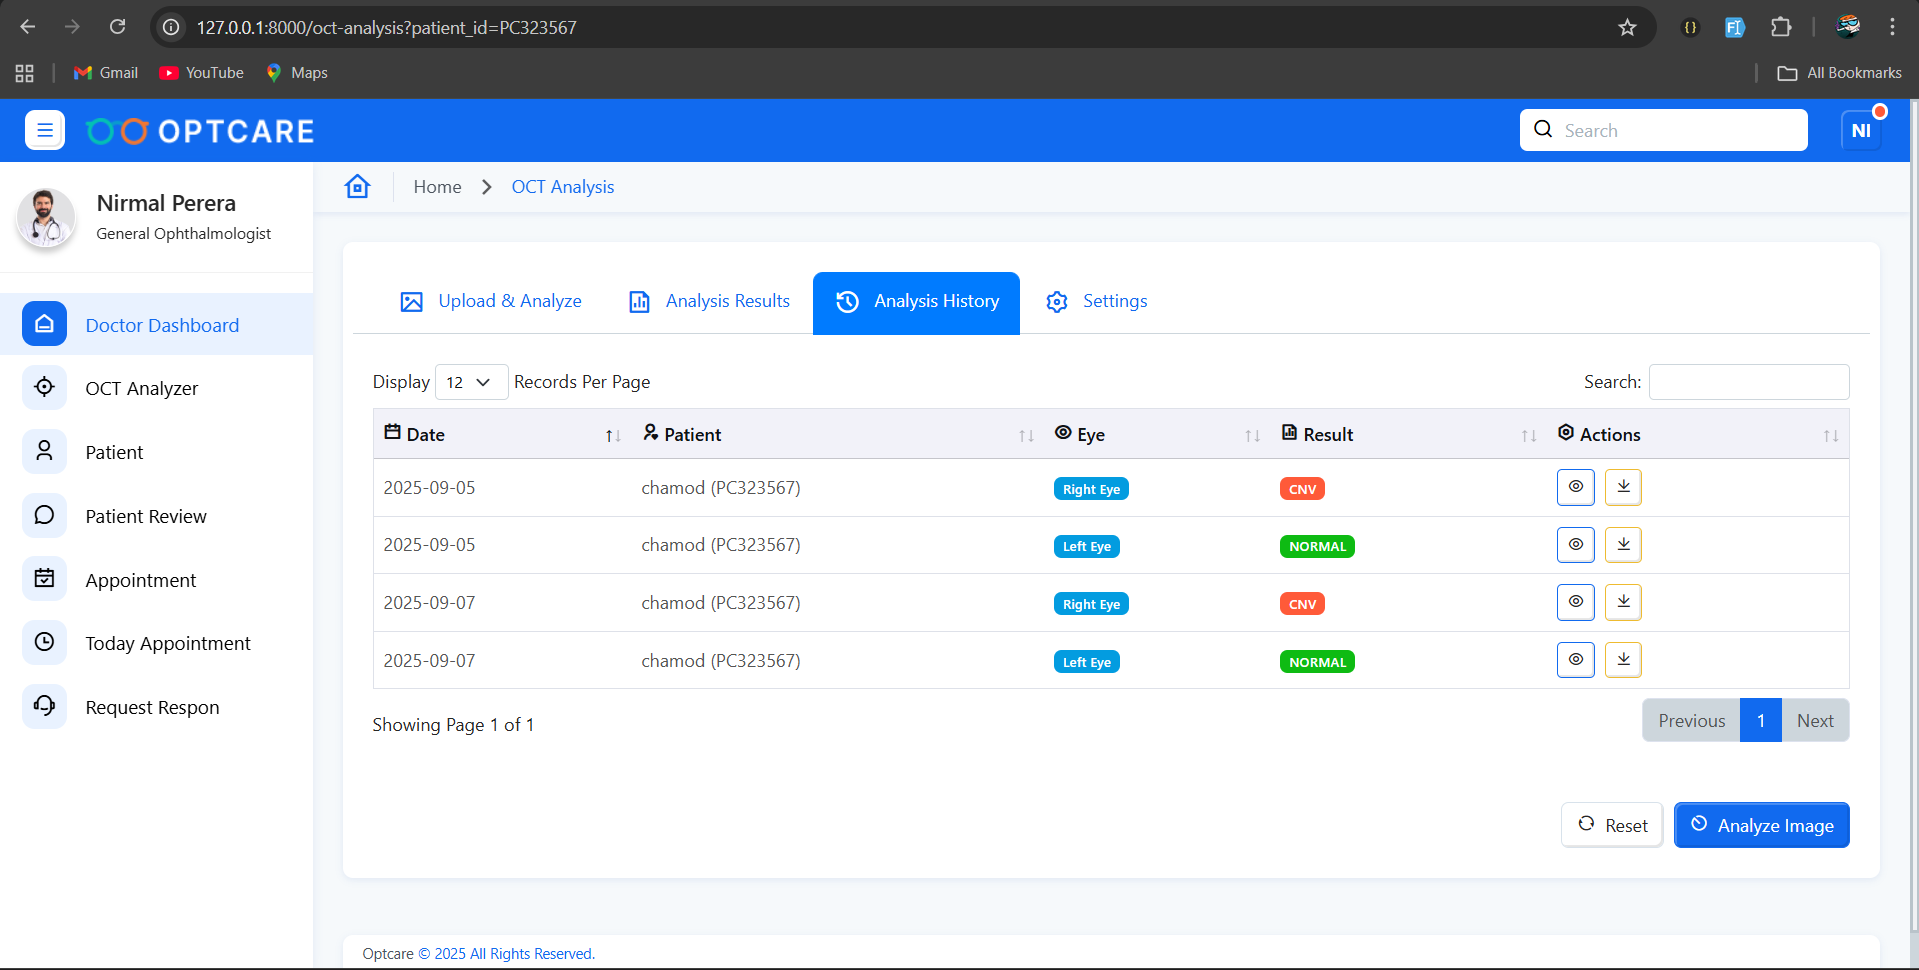 127.0.0.1:8000/oct-analysis?patient_id=PC323567
Gmail YouTube Maps All Bookmarks
OPTCARE Search NI
Nirmal Perera
General Ophthalmologist
Home OCT Analysis
Doctor Dashboard
OCT Analyzer
Patient
Patient Review
Appointment
Today Appointment
Request Respon
Upload & Analyze Analysis Results Analysis History Settings
Display 12 Records Per Page Search:
Date Patient Eye Result Actions
2025-09-05 chamod (PC323567) Right Eye CNV
2025-09-05 chamod (PC323567) Left Eye NORMAL
2025-09-07 chamod (PC323567) Right Eye CNV
2025-09-07 chamod (PC323567) Left Eye NORMAL
Showing Page 1 of 1 Previous 1 Next
Reset Analyze Image
Optcare © 2025 All Rights Reserved.